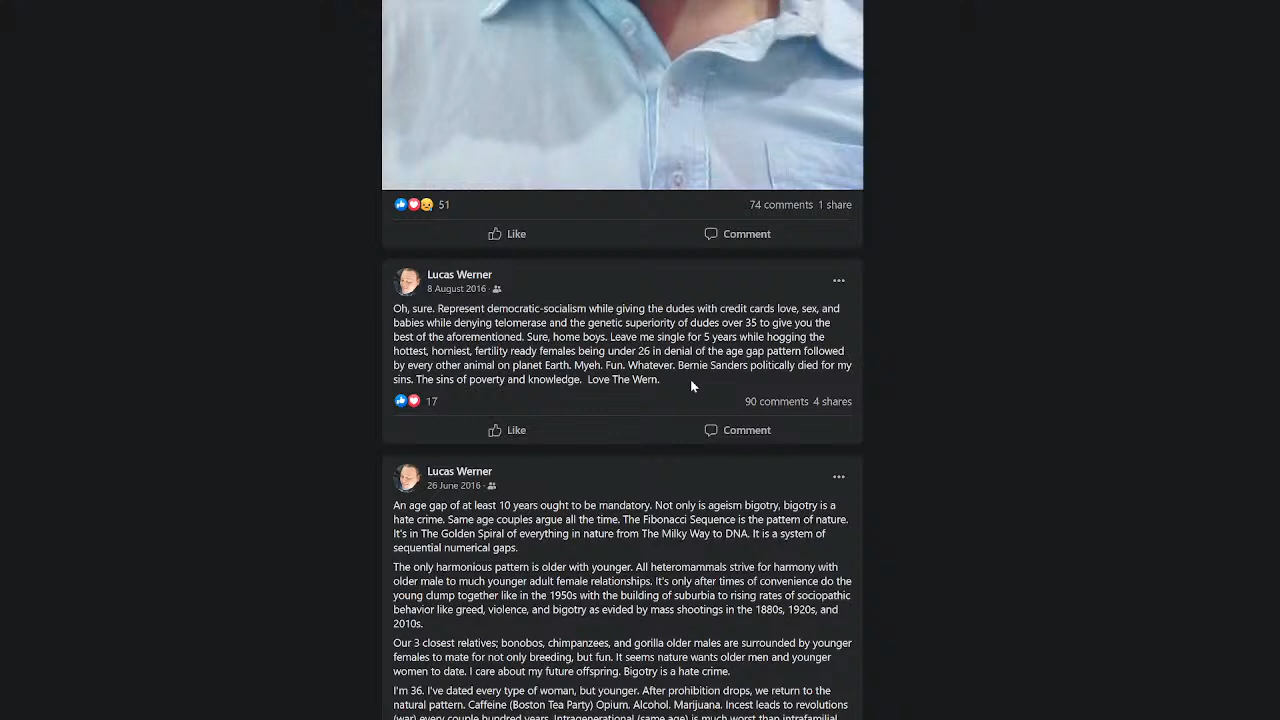 51
74 comments 1 share
Like
Comment
Lucas Werner
8 August 2016 ·
Oh, sure. Represent democratic-socialism while giving the dudes with credit cards love, sex, and
babies while denying telomerase and the genetic superiority of dudes over 35 to give you the
best of the aforementioned. Sure, home boys. Leave me single for 5 years while hogging the
hottest, horniest, fertility ready females being under 26 in denial of the age gap pattern followed
by every other animal on planet Earth. Myeh. Fun. Whatever. Bernie Sanders politically died for my
sins. The sins of poverty and knowledge. Love The Wern.
17
90 comments 4 shares
Like
Comment
Lucas Werner
26 June 2016 ·
An age gap of at least 10 years ought to be mandatory. Not only is ageism bigotry, bigotry is a
hate crime. Same age couples argue all the time. The Fibonacci Sequence is the pattern of nature.
It's in The Golden Spiral of everything in nature from The Milky Way to DNA. It is a system of
sequential numerical gaps.
The only harmonious pattern is older with younger. All heteromammals strive for harmony with
older male to much younger adult female relationships. It's only after times of convenience do the
young clump together like in the 1950s with the building of suburbia to rising rates of sociopathic
behavior like greed, violence, and bigotry as evided by mass shootings in the 1880s, 1920s, and
2010s.
Our 3 closest relatives; bonobos, chimpanzees, and gorilla older males are surrounded by younger
females to mate for not only breeding, but fun. It seems nature wants older men and younger
women to date. I care about my future offspring. Bigotry is a hate crime.
I'm 36. I've dated every type of woman, but younger. After prohibition drops, we return to the
natural pattern. Caffeine (Boston Tea Party) Opium. Alcohol. Marijuana. Incest leads to revolutions
(war) every couple hundred years. Intragenerational (same age) is much worst than intrafamilial